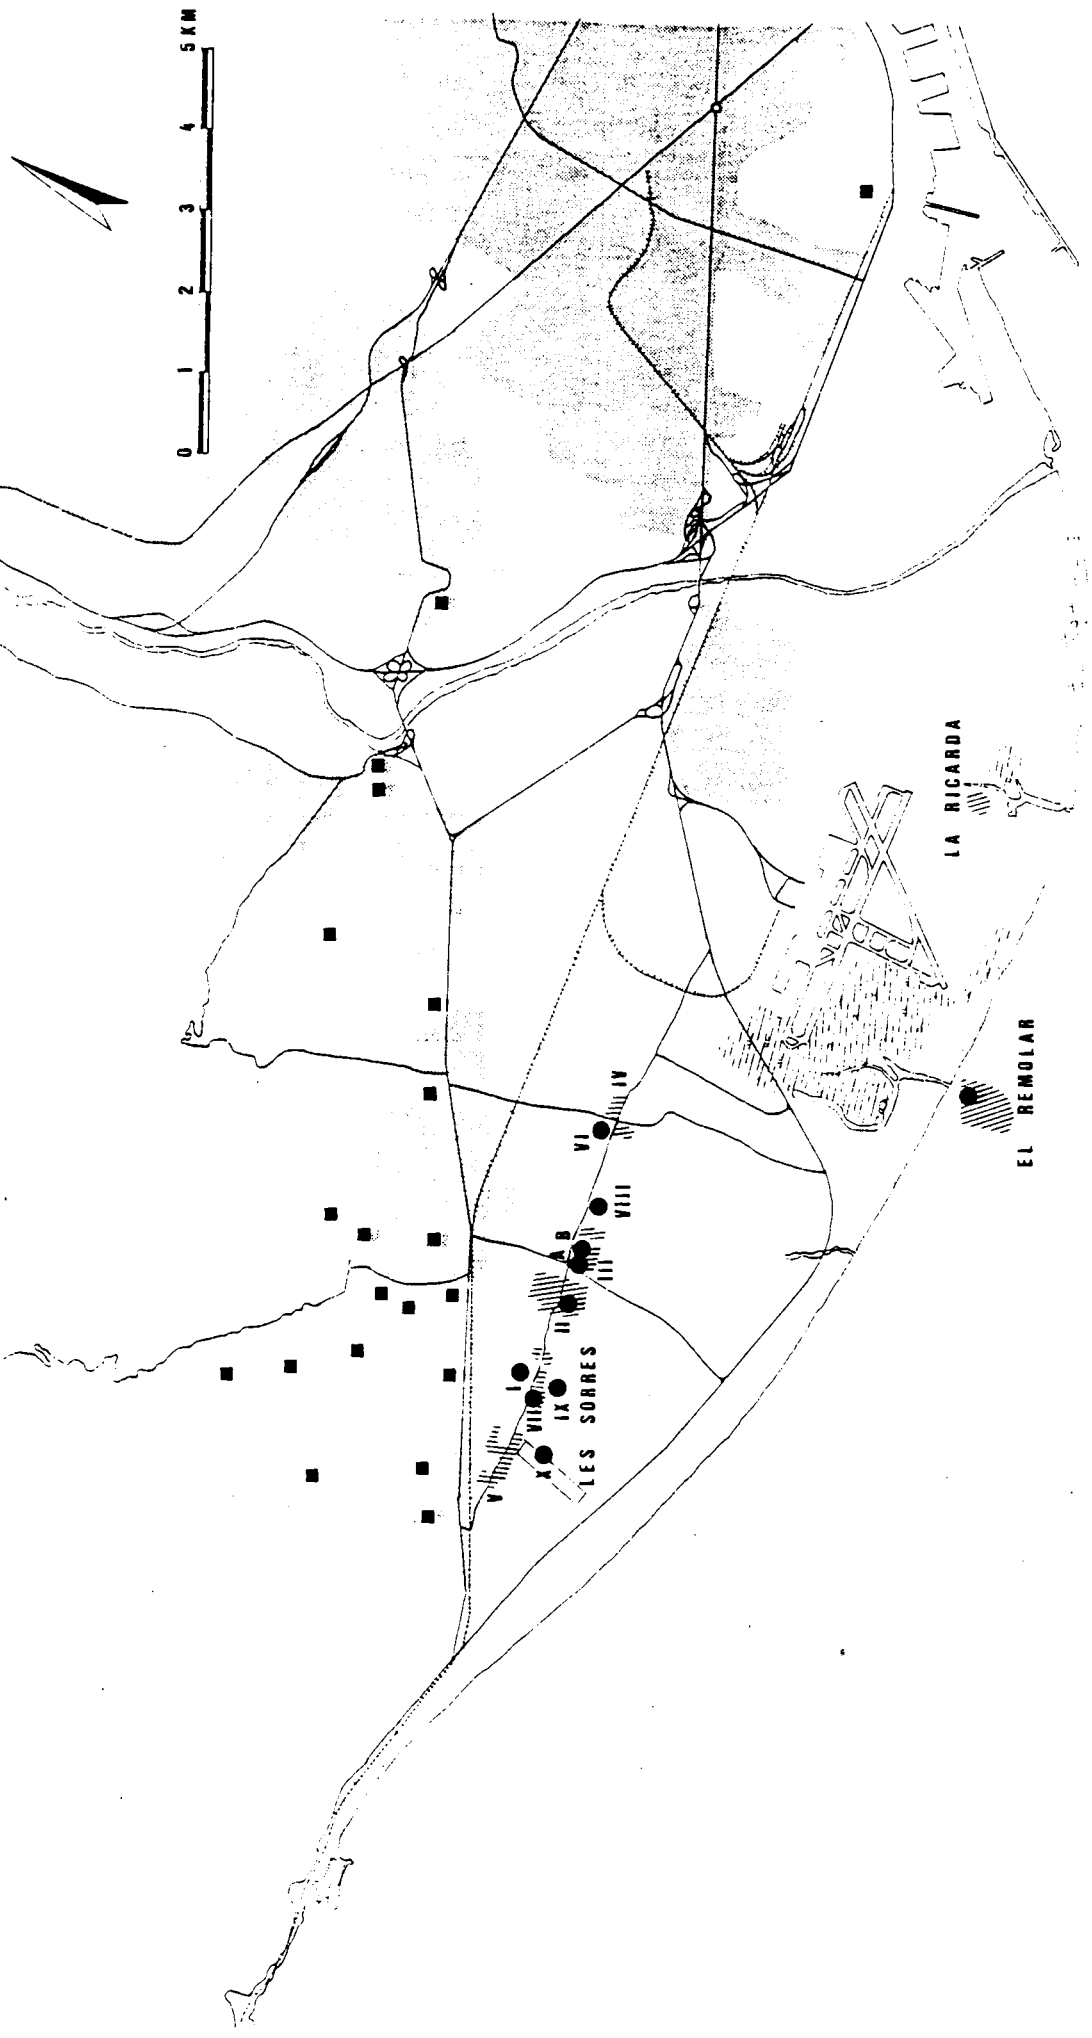 0 1 2 3 4 5 KM
LA RICARDA
EL REMOLAR
IV
VI
VIII
A B
III
II
I
VII
IX
X
V
LES SORRES